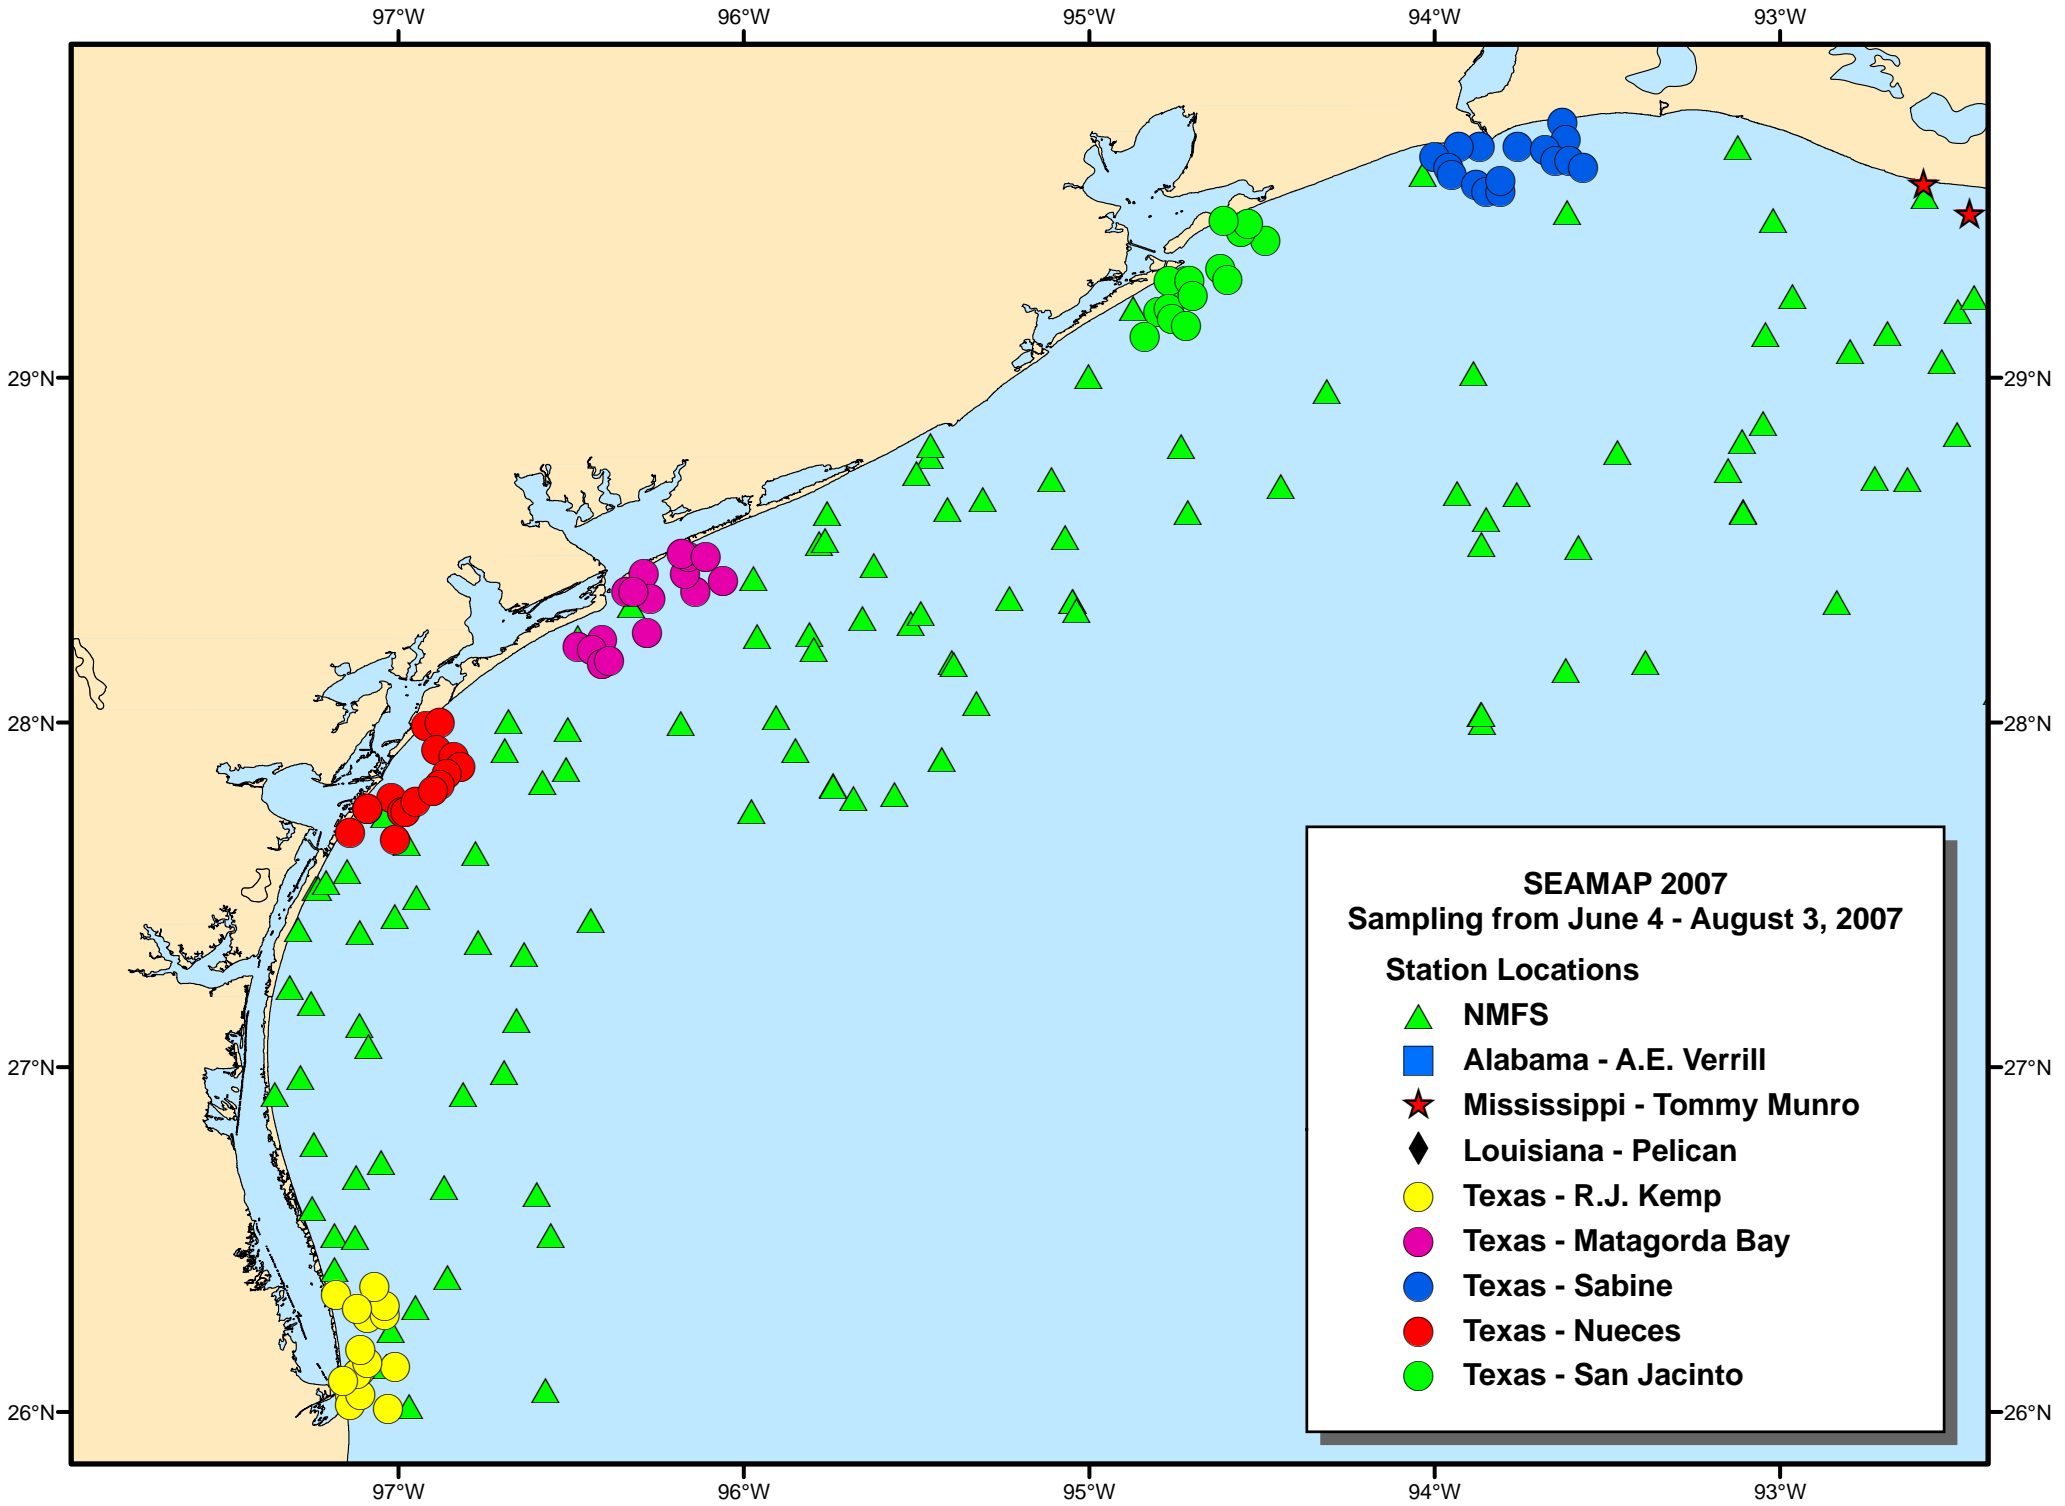 97°W 96°W 95°W 94°W 93°W
29°N 29°N
28°N 28°N
SEAMAP 2007
Sampling from June 4 - August 3, 2007
Station Locations
NMFS
Alabama - A.E. Verrill
Mississippi - Tommy Munro
Louisiana - Pelican
Texas - R.J. Kemp
Texas - Matagorda Bay
Texas - Sabine
Texas - Nueces
Texas - San Jacinto
27°N 27°N
26°N 26°N
97°W 96°W 95°W 94°W 93°W